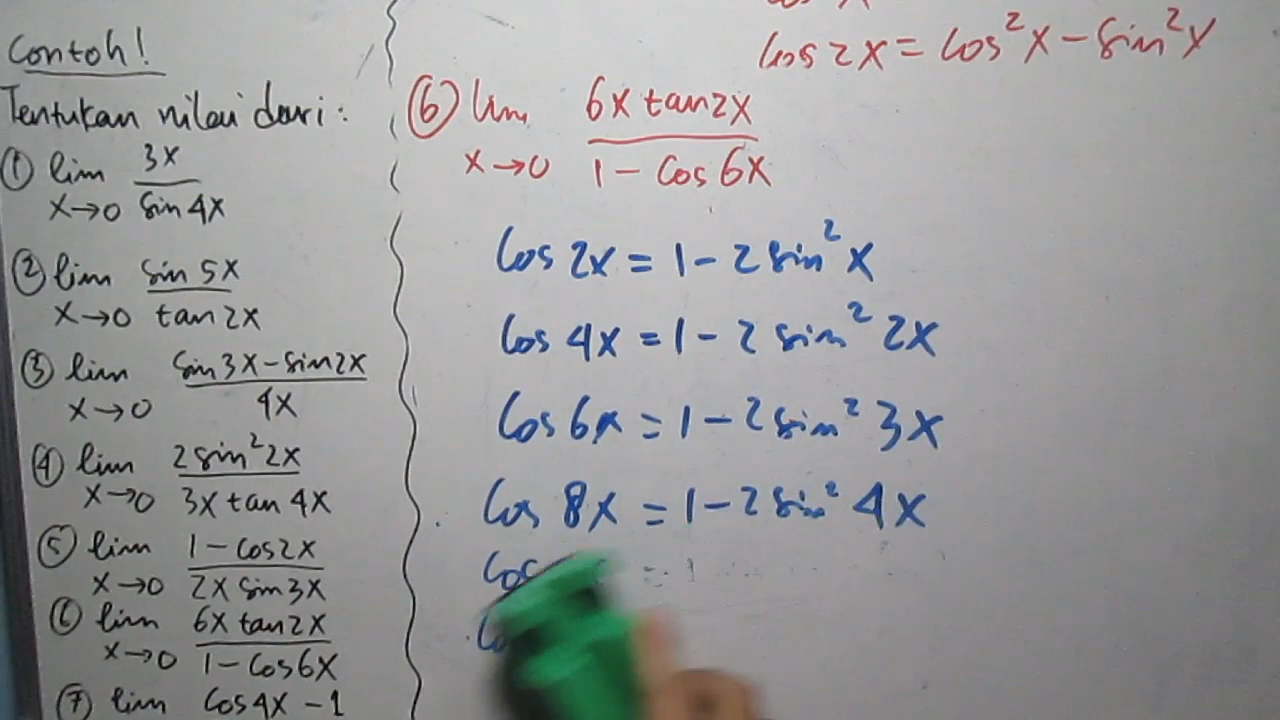 Contoh!
Tentukan nilai dari:
① lim x→0 3x / sin 4x
② lim x→0 sin 5x / tan 2x
③ lim x→0 sin 3x - sin 2x / 4x
④ lim x→0 2 sin² 2x / 3x tan 4x
⑤ lim x→0 1 - cos 2x / 2x sin 3x
⑥ lim x→0 6x tan 2x / 1 - cos 6x
⑦ lim cos 4x - 1
cos 2x = cos² x - sin² x
⑥ lim x→0 6x tan 2x / 1 - cos 6x
cos 2x = 1 - 2 sin² x
cos 4x = 1 - 2 sin² 2x
cos 6x = 1 - 2 sin² 3x
cos 8x = 1 - 2 sin² 4x
cos = 1